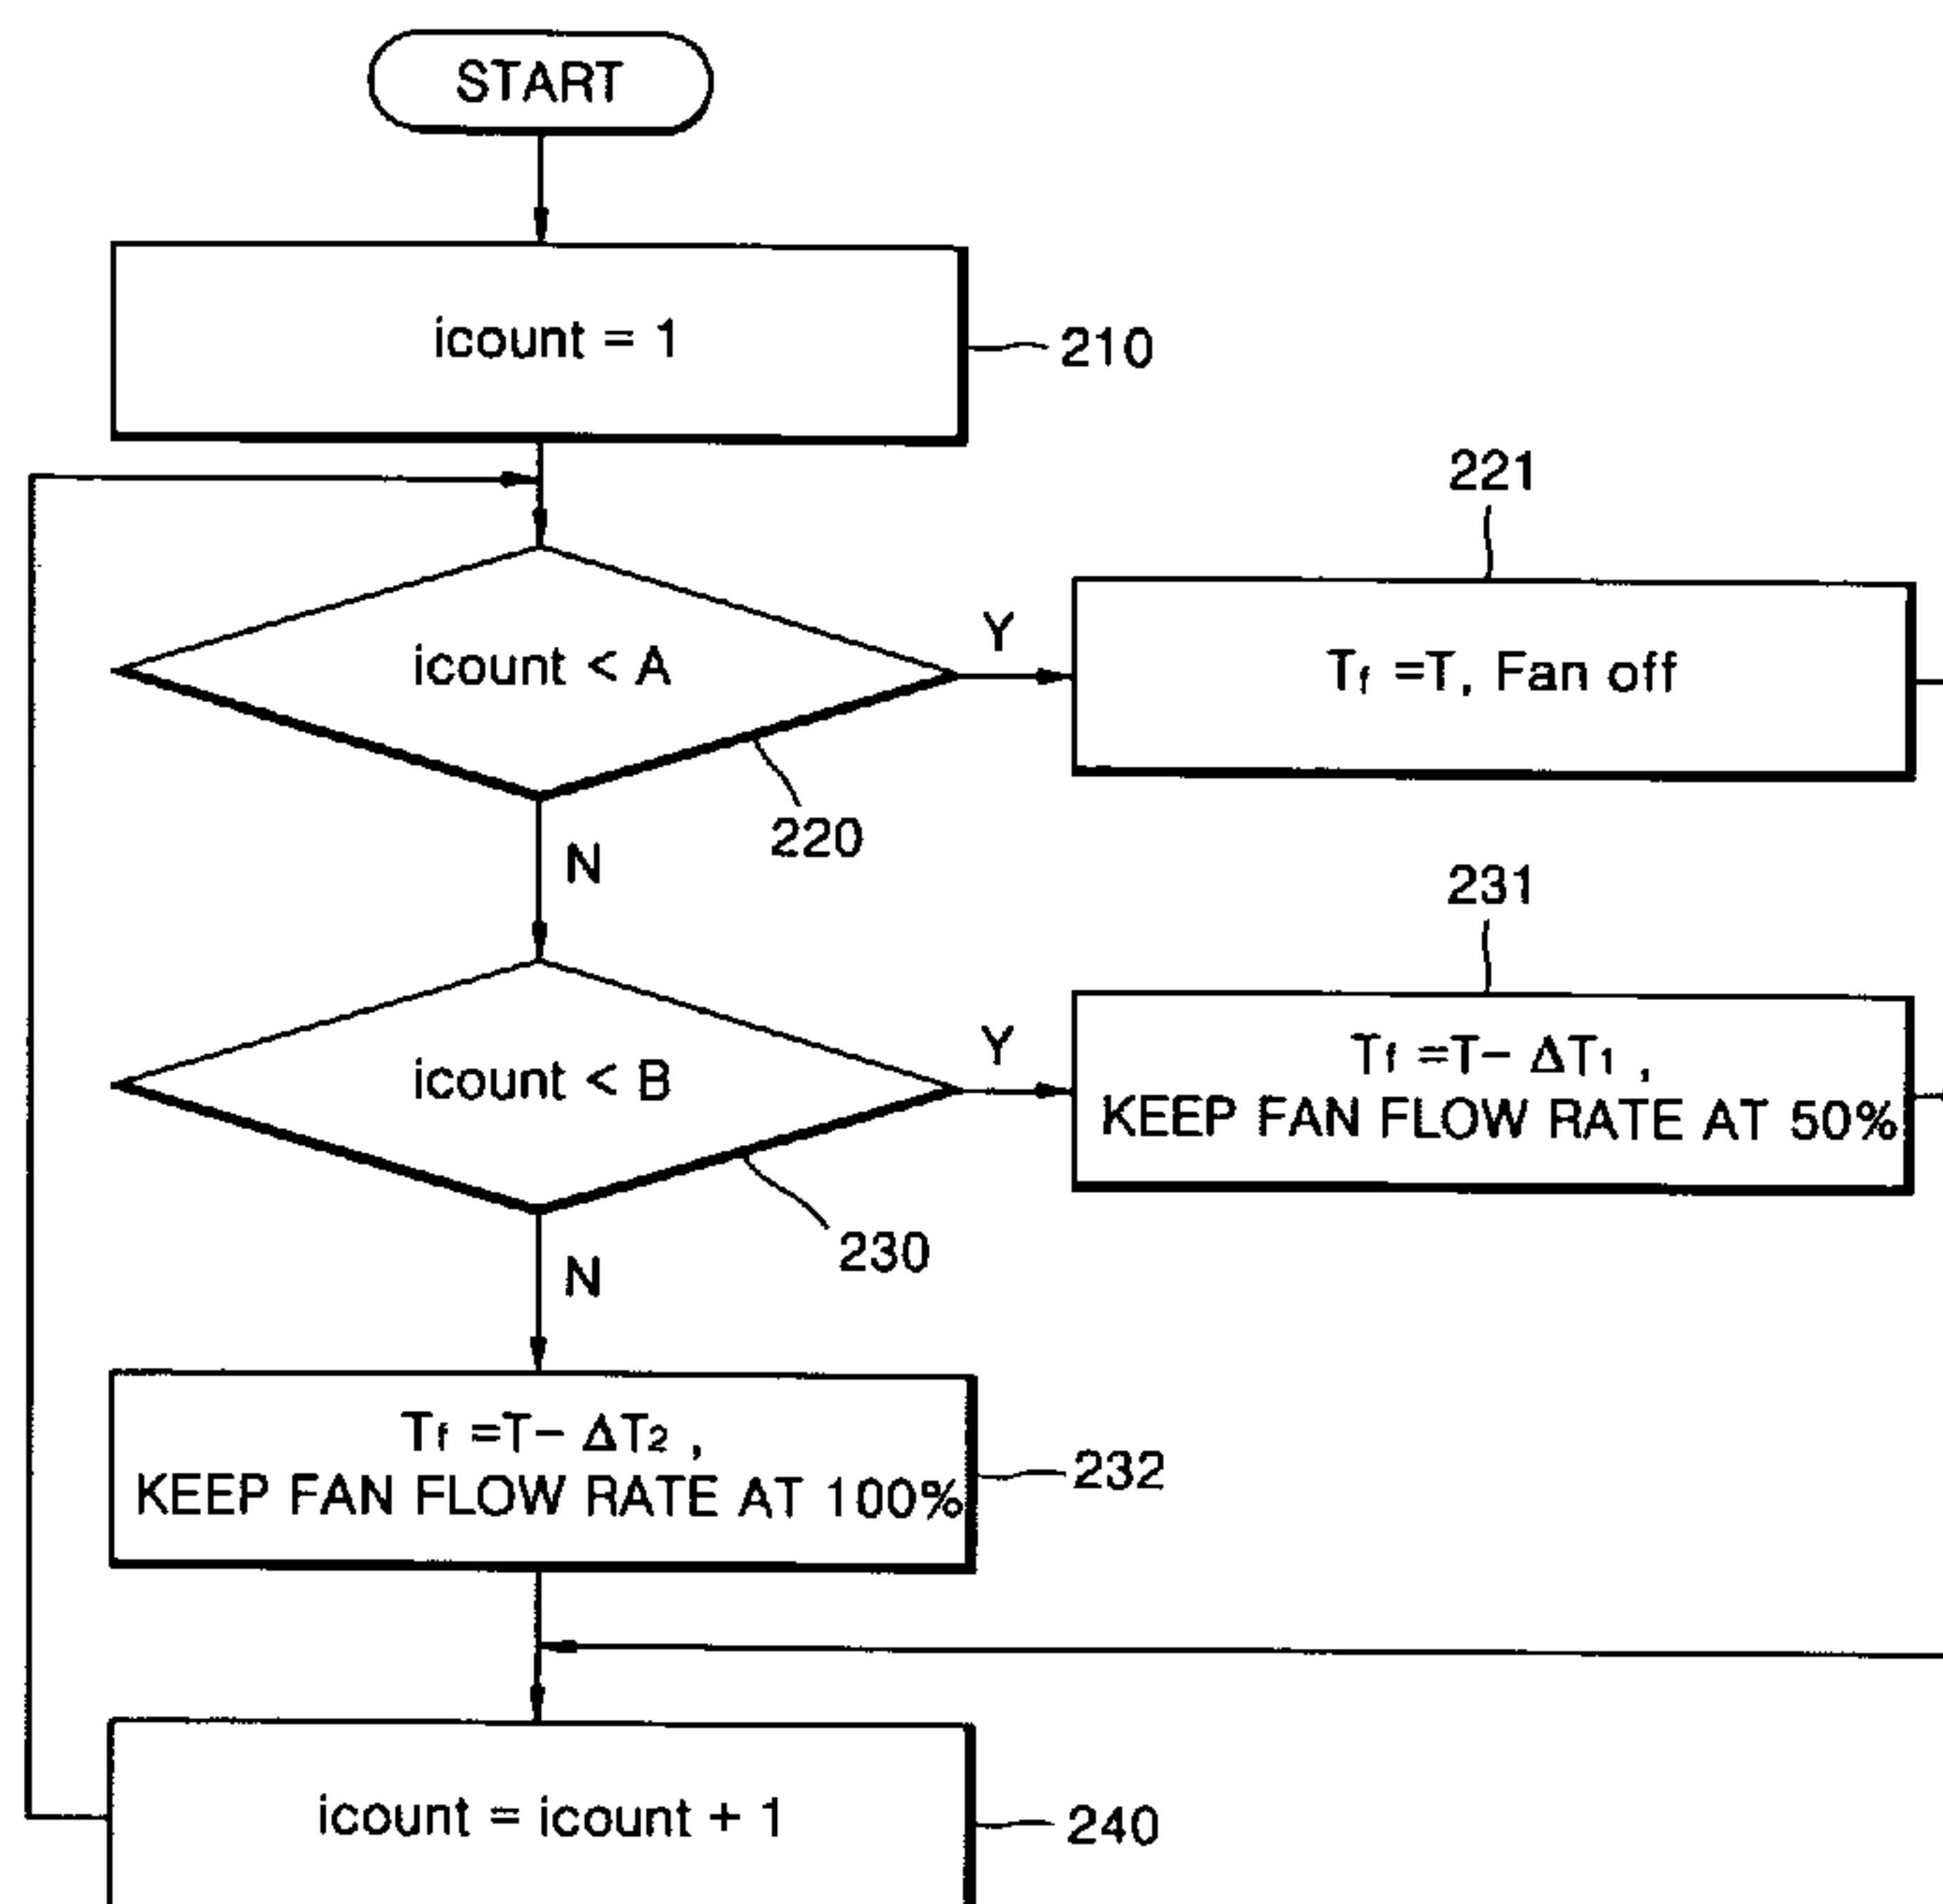 START
icount = 1
210
221
icount < A
Y
Tf =T, Fan off
220
N
231
icount < B
Y
Tf =T− ΔT1 ,
KEEP FAN FLOW RATE AT 50%
230
N
Tf =T− ΔT2 ,
KEEP FAN FLOW RATE AT 100%
232
icount = icount + 1
240